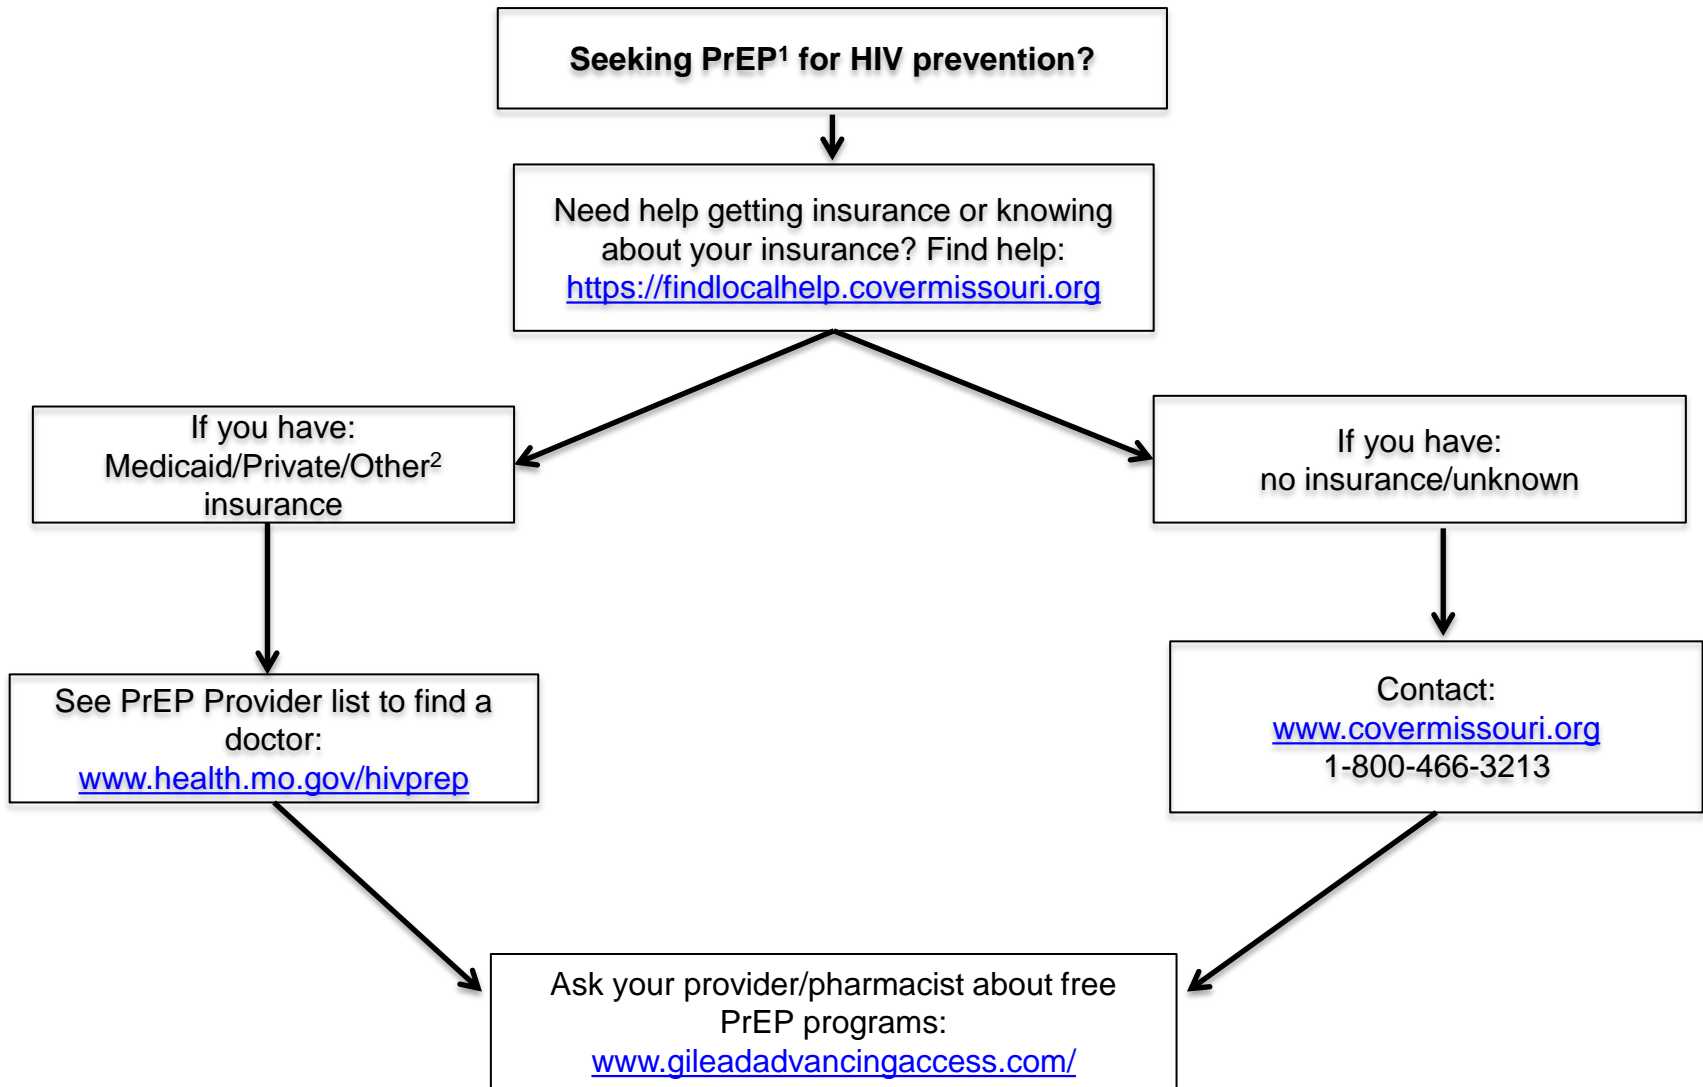 Seeking PrEP¹ for HIV prevention?
Need help getting insurance or knowing
about your insurance? Find help:
https://findlocalhelp.covermissouri.org
If you have:
Medicaid/Private/Other²
insurance
If you have:
no insurance/unknown
See PrEP Provider list to find a
doctor:
www.health.mo.gov/hivprep
Contact:
www.covermissouri.org
1-800-466-3213
Ask your provider/pharmacist about free
PrEP programs:
www.gileadadvancingaccess.com/